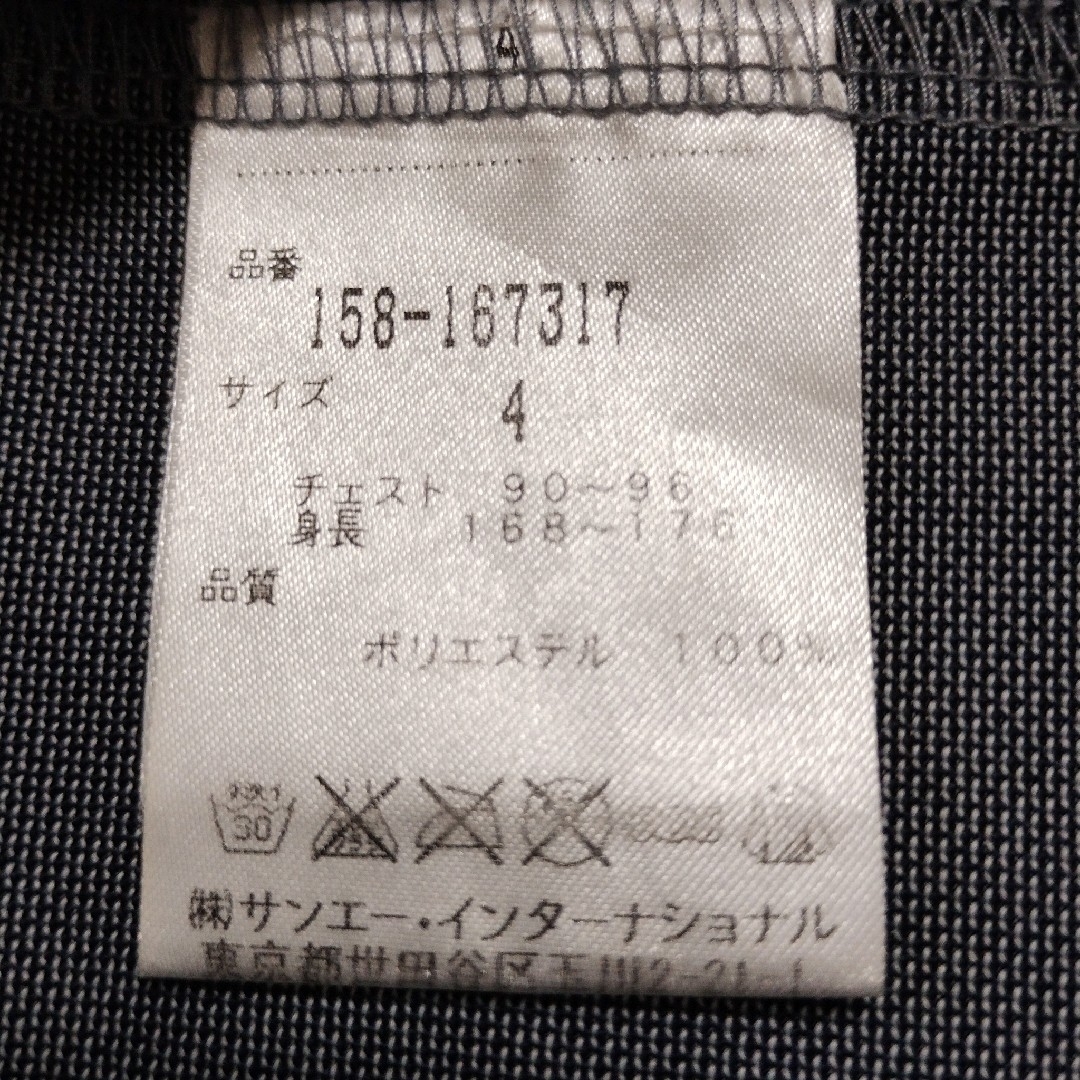 4
品番
158-167317
サイズ
4
チェスト 90~96
身長 168~176
品質
ポリエステル 100%
30
㈱サンエー・インターナショナル
東京都世田谷区玉川2-21-1